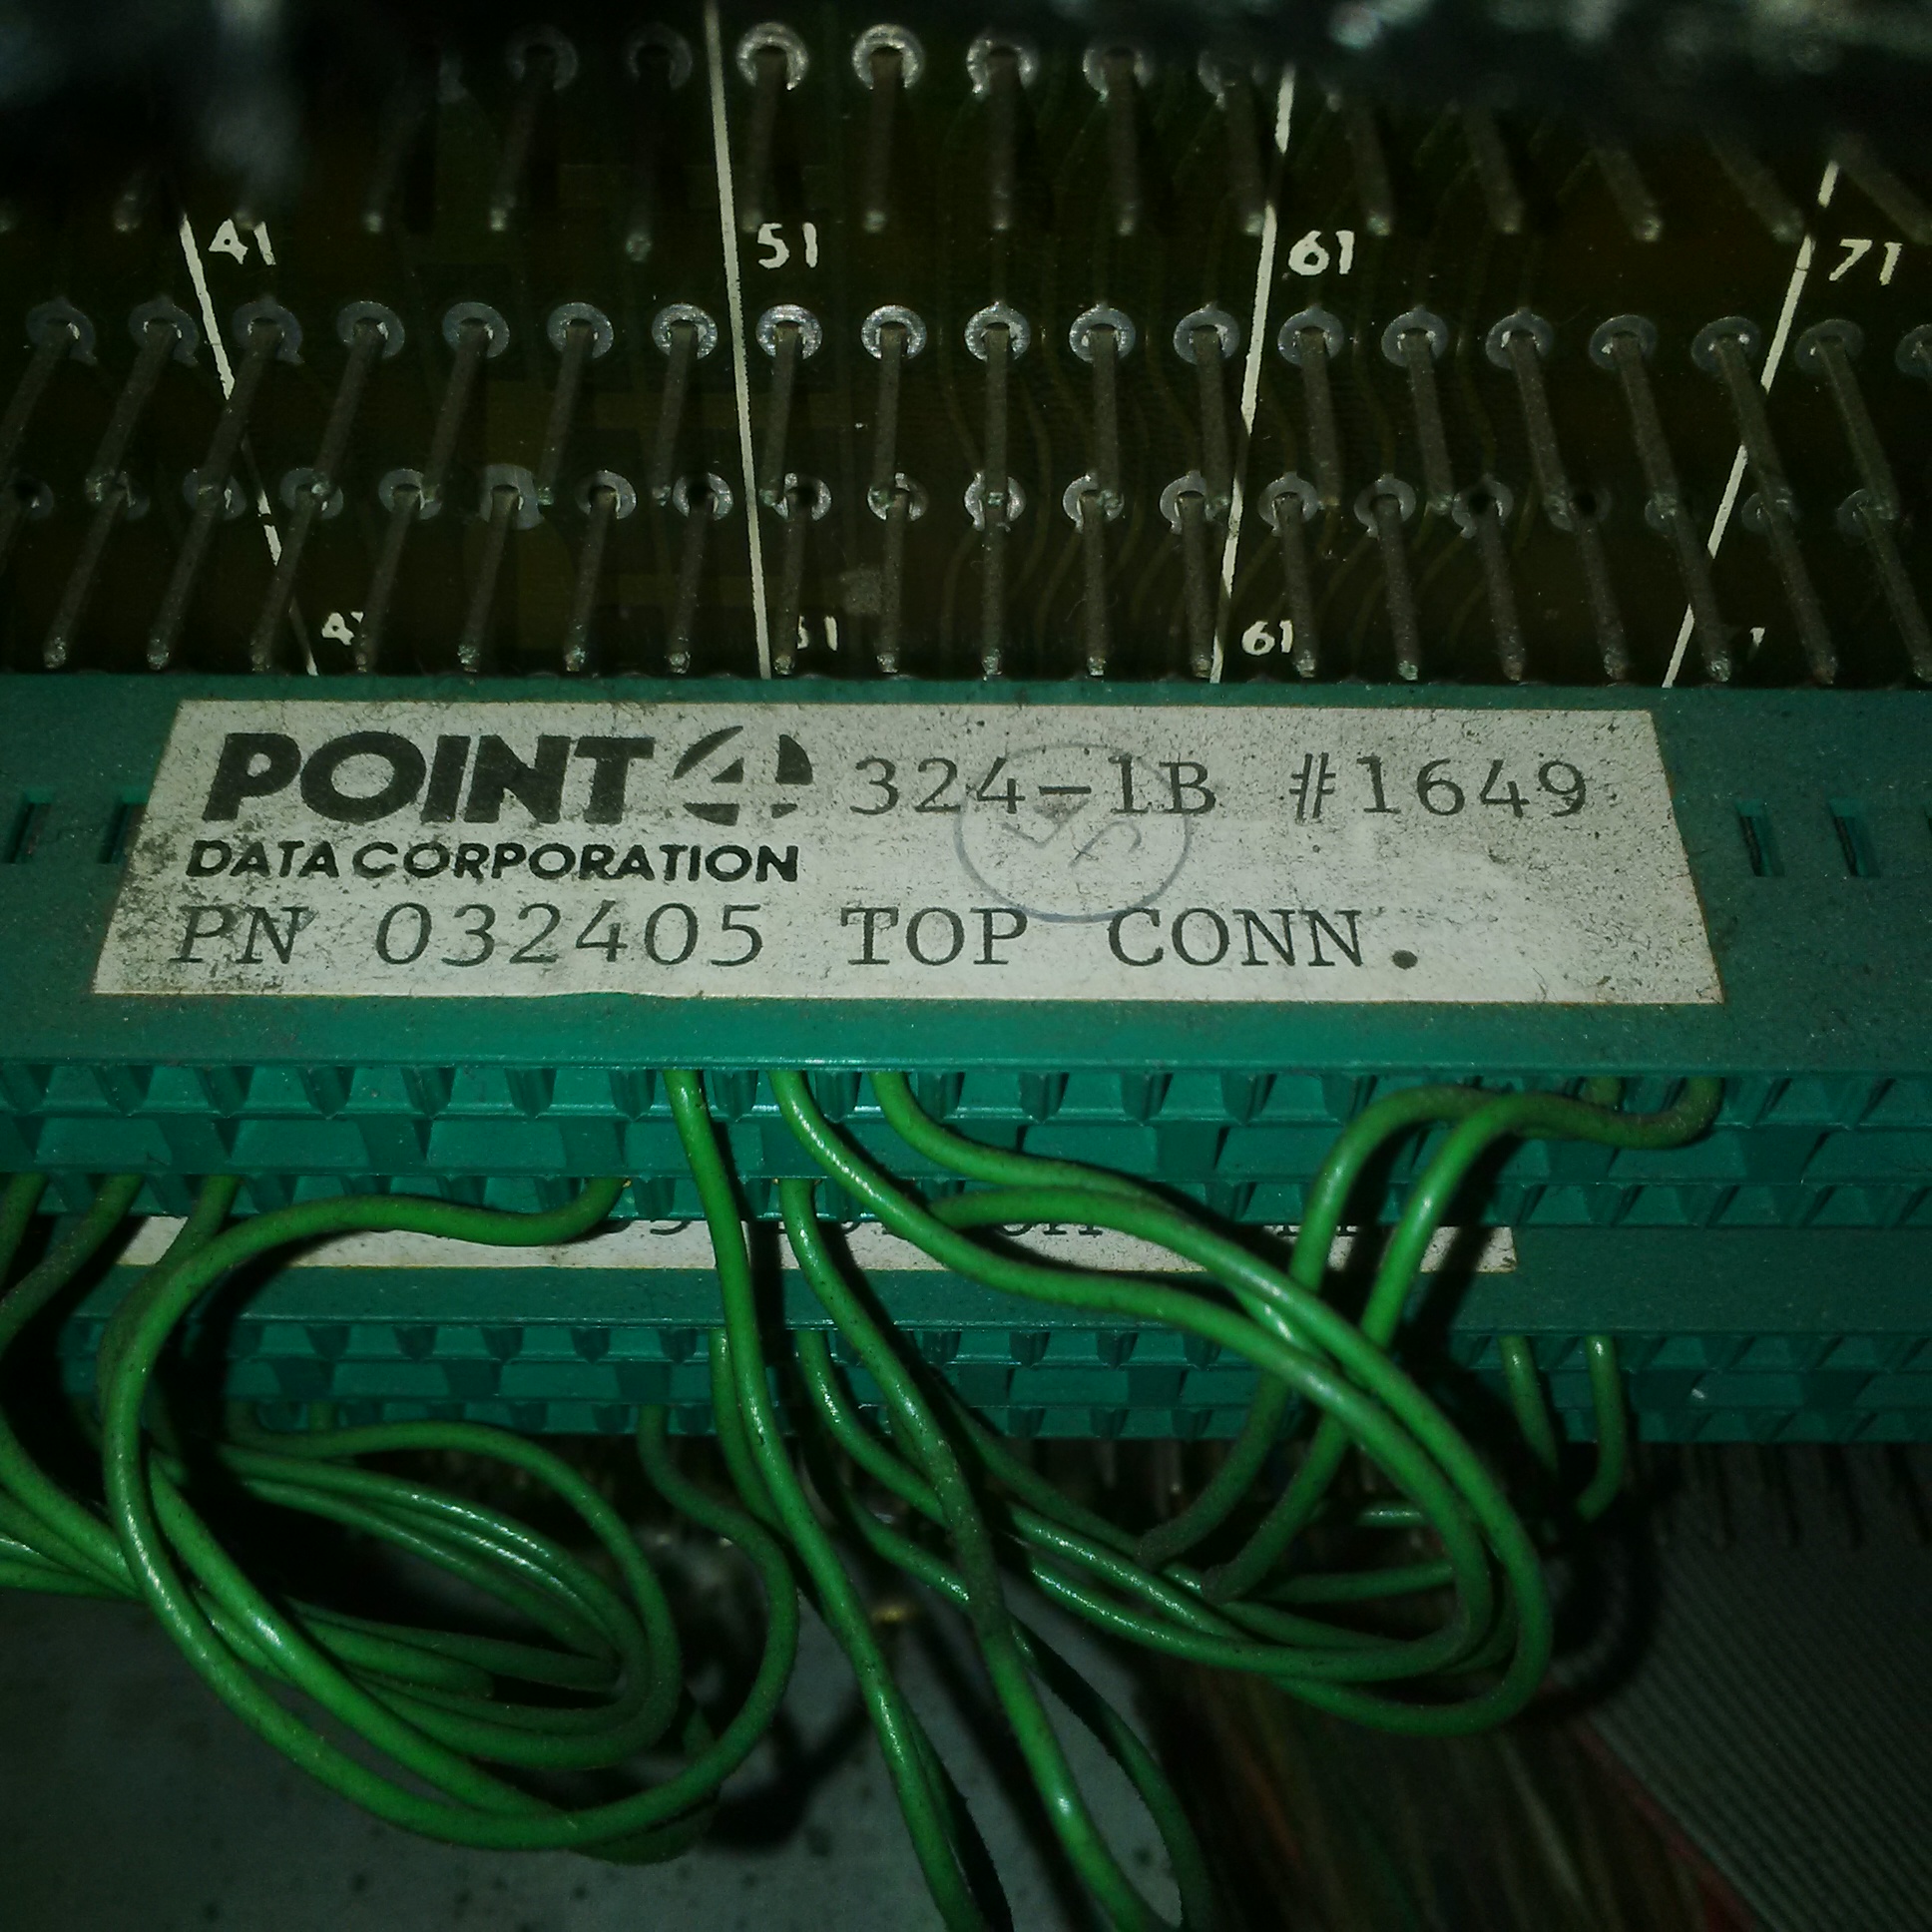 41 51 61 71
61
POINT 4 324-1B #1649
DATA CORPORATION
PN 032405 TOP CONN.